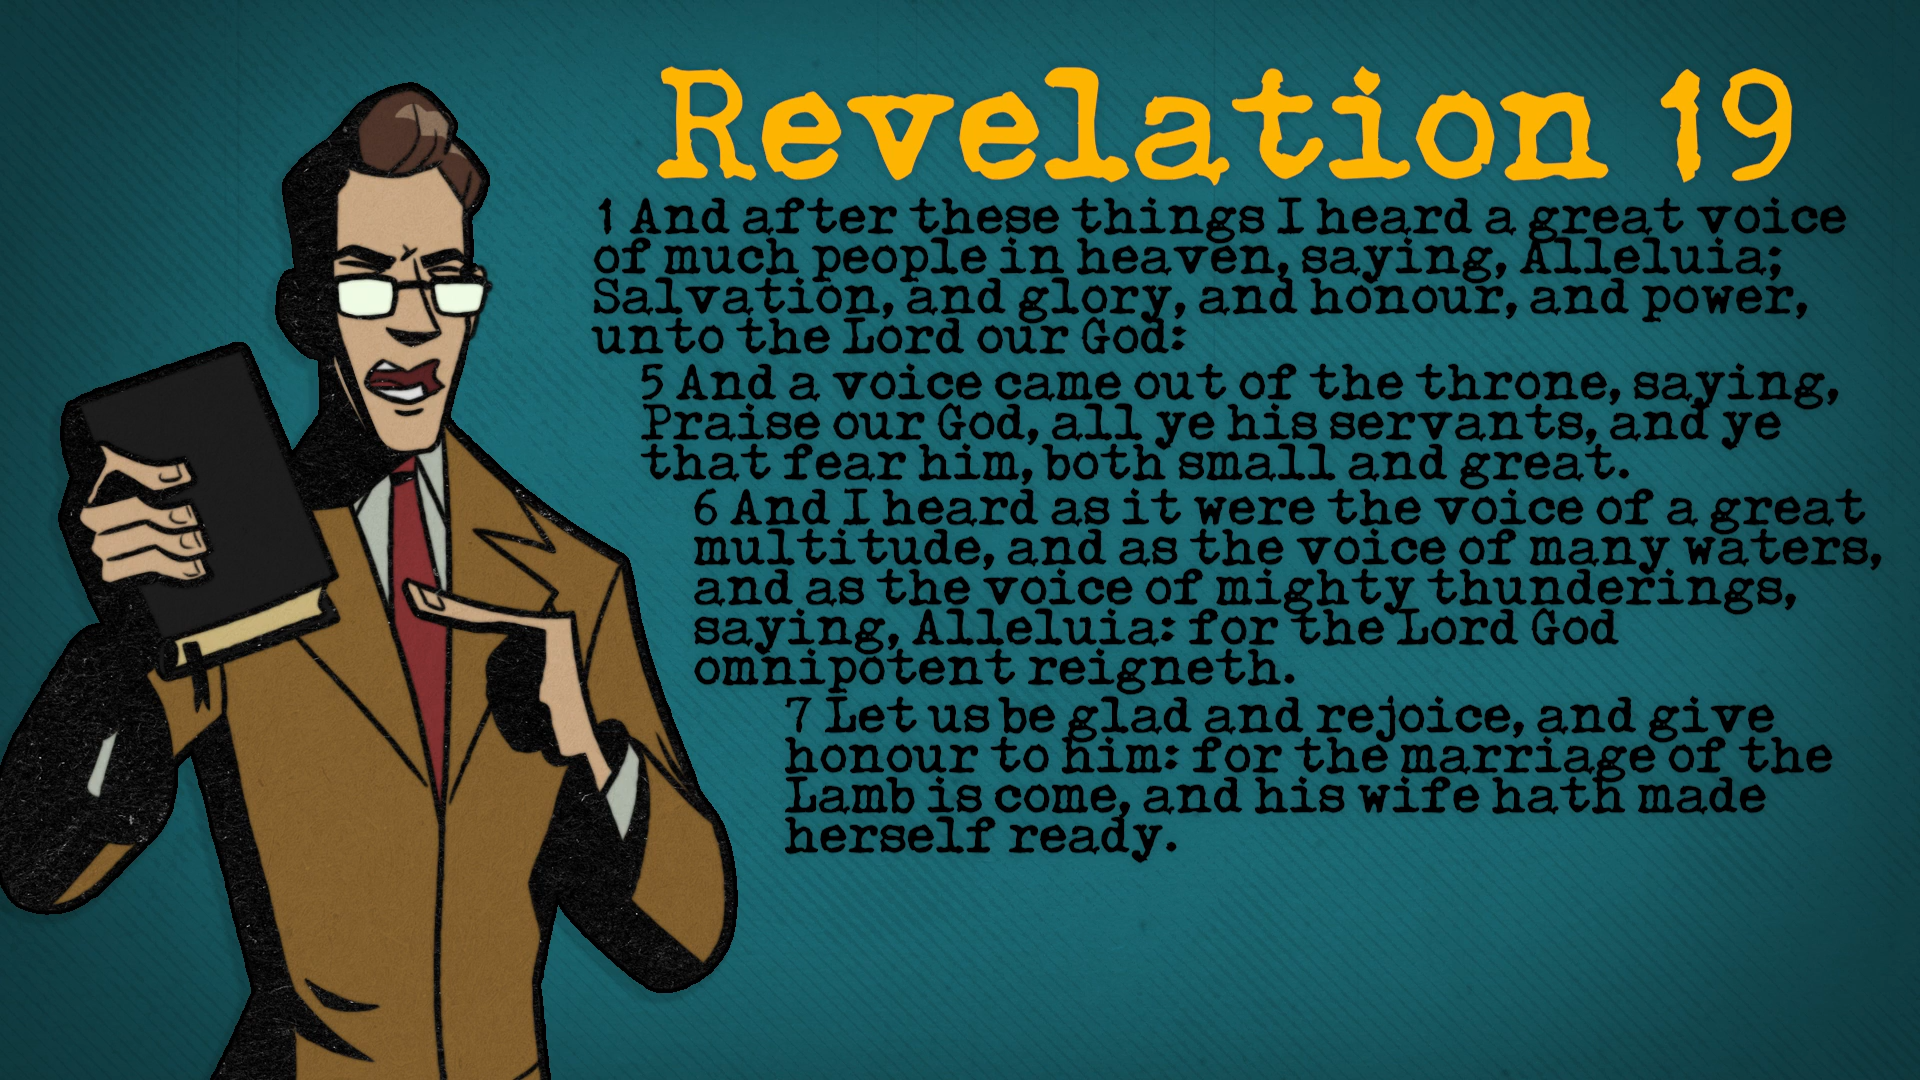 Revelation 19
1 And after these things I heard a great voice
of much people in heaven, saying, Alleluia;
Salvation, and glory, and honour, and power,
unto the Lord our God:
5 And a voice came out of the throne, saying,
Praise our God, all ye his servants, and ye
that fear him, both small and great.
6 And I heard as it were the voice of a great
multitude, and as the voice of many waters,
and as the voice of mighty thunderings,
saying, Alleluia: for the Lord God
omnipotent reigneth.
7 Let us be glad and rejoice, and give
honour to him: for the marriage of the
Lamb is come, and his wife hath made
herself ready.